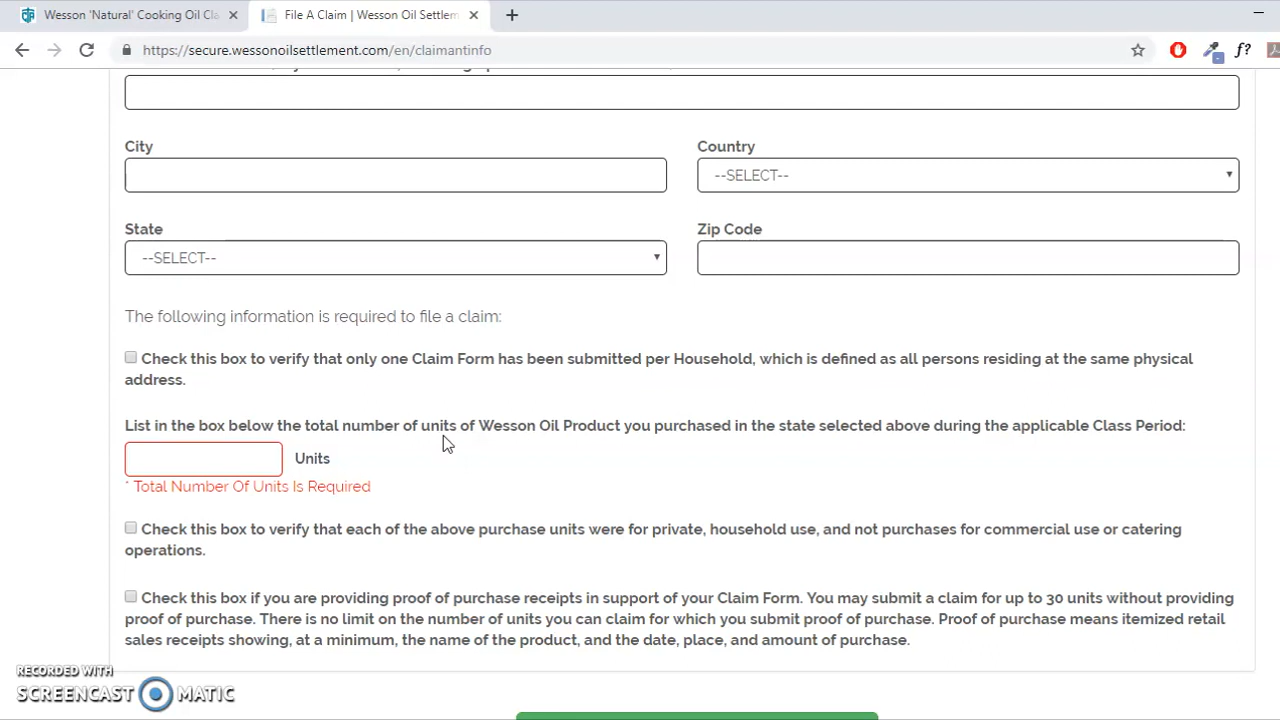 Wesson 'Natural' Cooking Oil Cla
File A Claim | Wesson Oil Settlem
https://secure.wessonoilsettlement.com/en/claimantinfo
f?
City
Country
--SELECT--
State
Zip Code
--SELECT--
The following information is required to file a claim:
Check this box to verify that only one Claim Form has been submitted per Household, which is defined as all persons residing at the same physical
address.
List in the box below the total number of units of Wesson Oil Product you purchased in the state selected above during the applicable Class Period:
Units
* Total Number Of Units Is Required
Check this box to verify that each of the above purchase units were for private, household use, and not purchases for commercial use or catering
operations.
Check this box if you are providing proof of purchase receipts in support of your Claim Form. You may submit a claim for up to 30 units without providing
proof of purchase. There is no limit on the number of units you can claim for which you submit proof of purchase. Proof of purchase means itemized retail
sales receipts showing, at a minimum, the name of the product, and the date, place, and amount of purchase.
RECORDED WITH
SCREENCAST MATIC